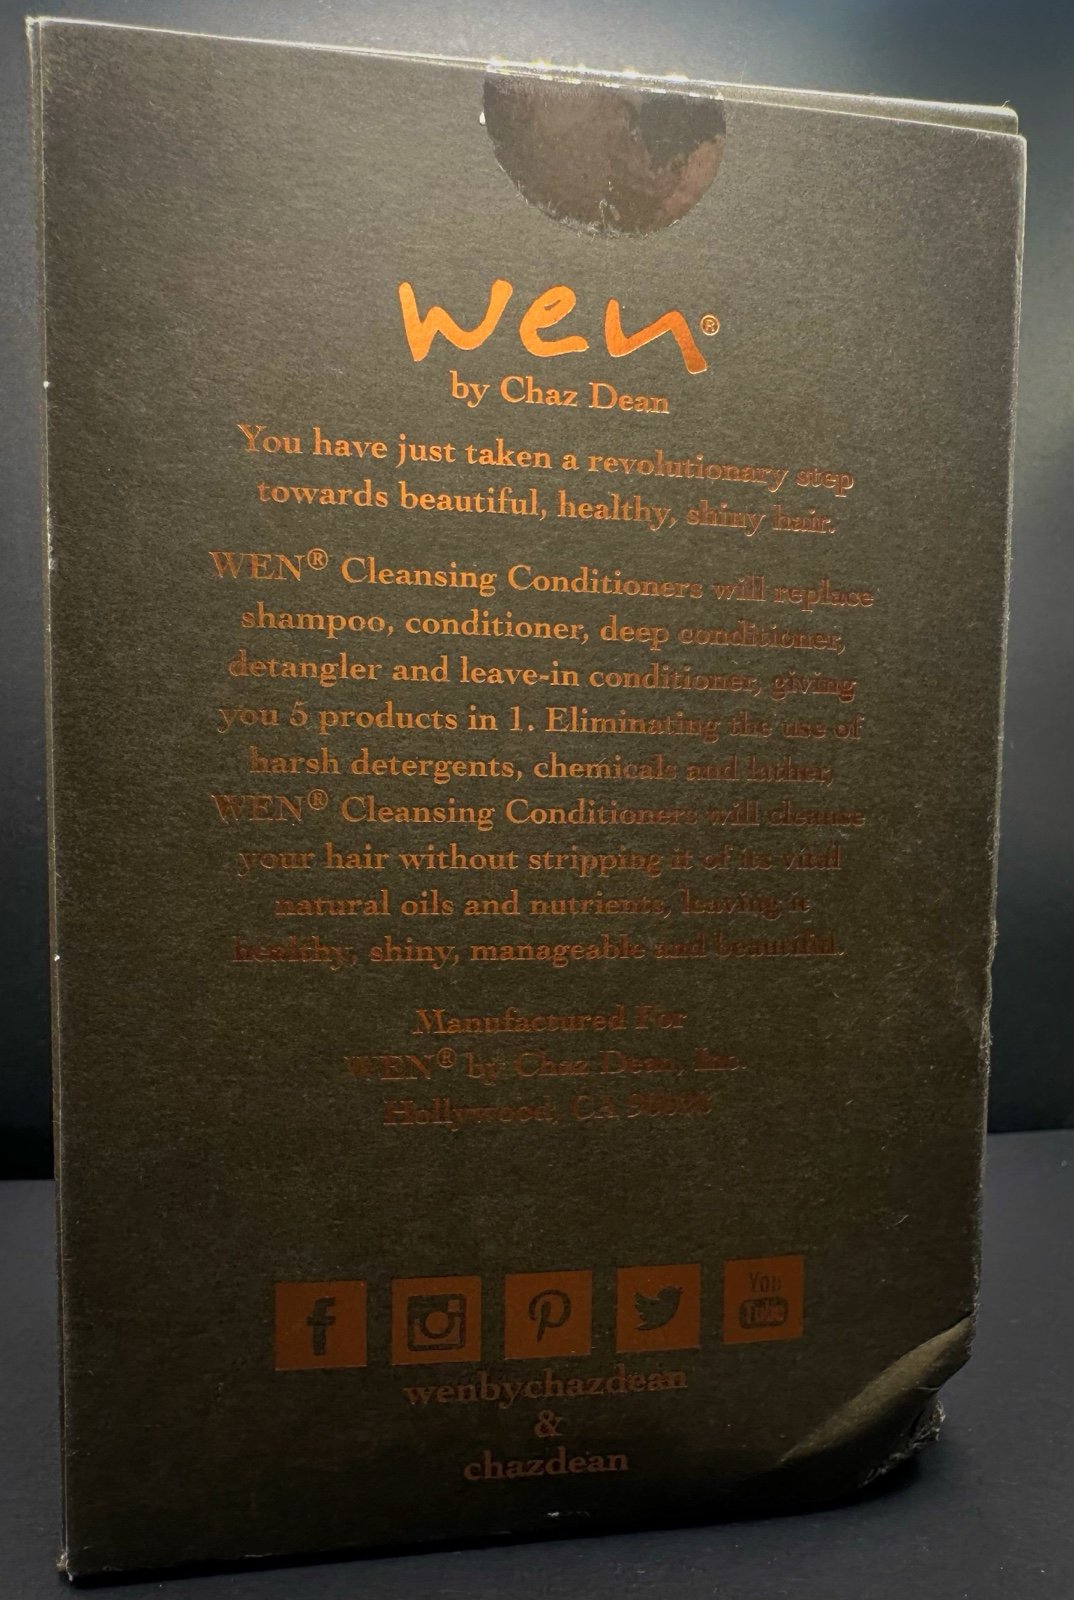 wen®
by Chaz Dean
You have just taken a revolutionary step
towards beautiful, healthy, shiny hair.
WEN® Cleansing Conditioners will replace
shampoo, conditioner, deep conditioner,
detangler and leave-in conditioner, giving
you 5 products in 1. Eliminating the use of
harsh detergents, chemicals and lather,
WEN® Cleansing Conditioners will cleanse
your hair without stripping it of its vital
natural oils and nutrients, leaving it
healthy, shiny, manageable and beautiful.
Manufactured For
WEN® by Chaz Dean, Inc.
Hollywood, CA
You
Tube
wenbychazdean
&
chazdean